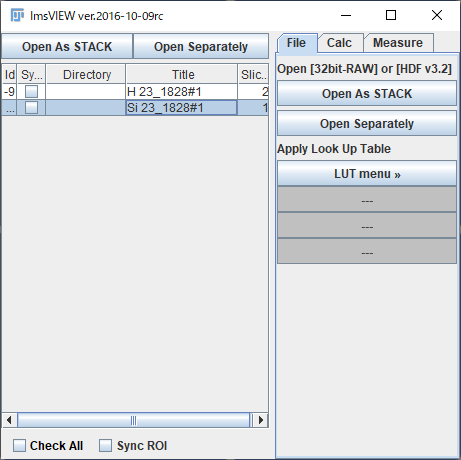 ImsVIEW ver.2016-10-09rc
Open As STACK Open Separately
Id Sy... Directory Title Slic...
-9 H 23_1828#1 2
... Si 23_1828#1 1
Check All Sync ROI
File Calc Measure
Open [32bit-RAW] or [HDF v3.2]
Open As STACK
Open Separately
Apply Look Up Table
LUT menu »
---
---
---